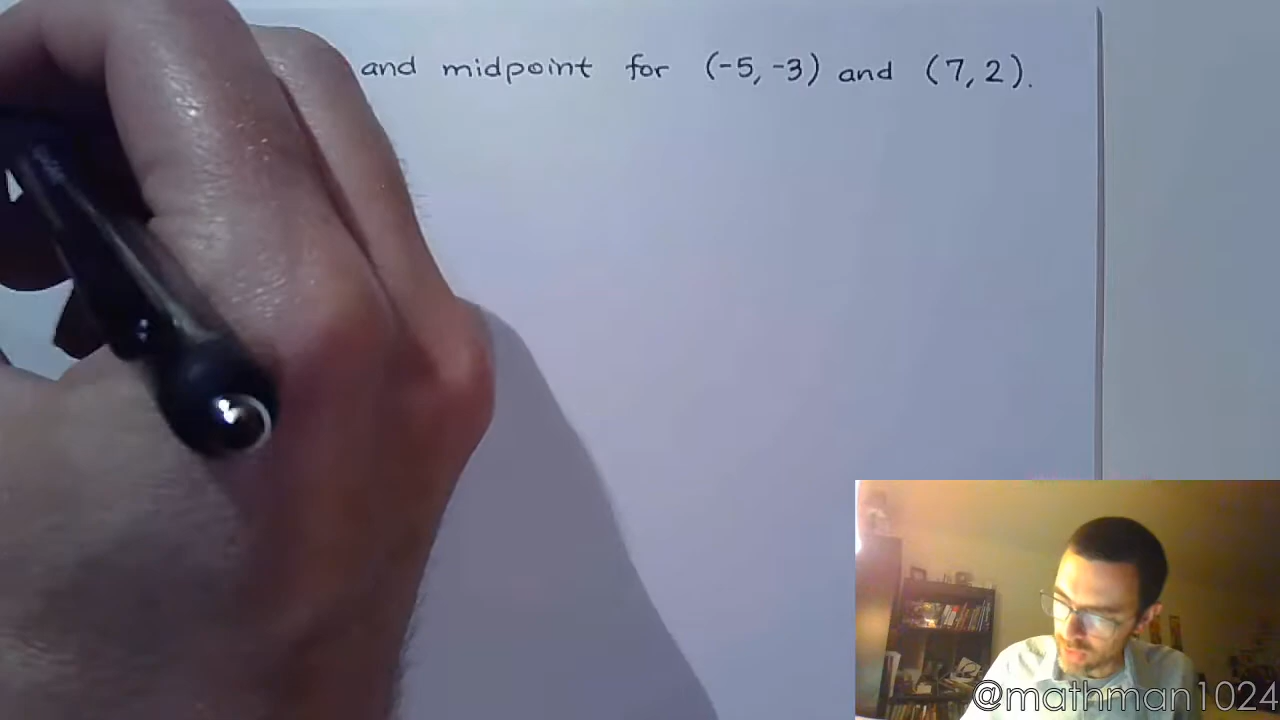 and midpoint for (-5, -3) and (7, 2).
@mathman1024